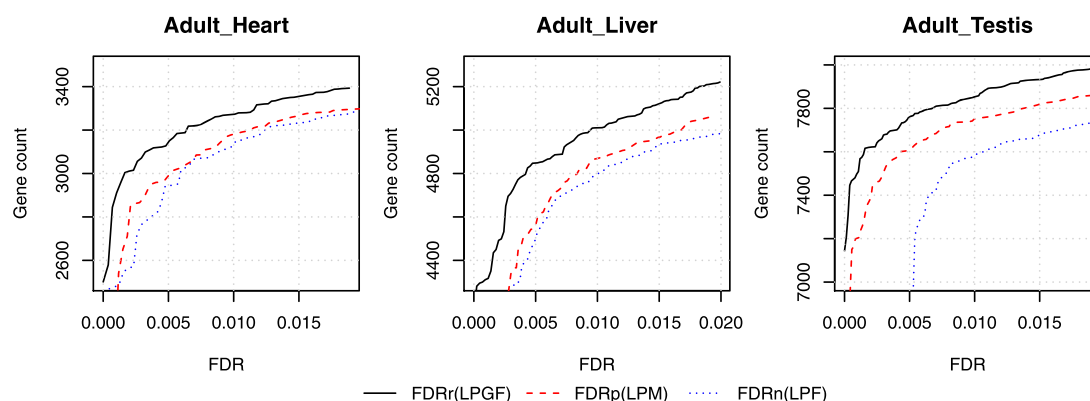 Adult_Heart
Adult_Liver
Adult_Testis
Gene count
3400
3000
2600
0.000 0.005 0.010 0.015
FDR
Gene count
5200
4800
4400
0.000 0.005 0.010 0.015 0.020
FDR
Gene count
7800
7400
7000
0.000 0.005 0.010 0.015
FDR
FDRr(LPGF) FDRp(LPM) FDRn(LPF)